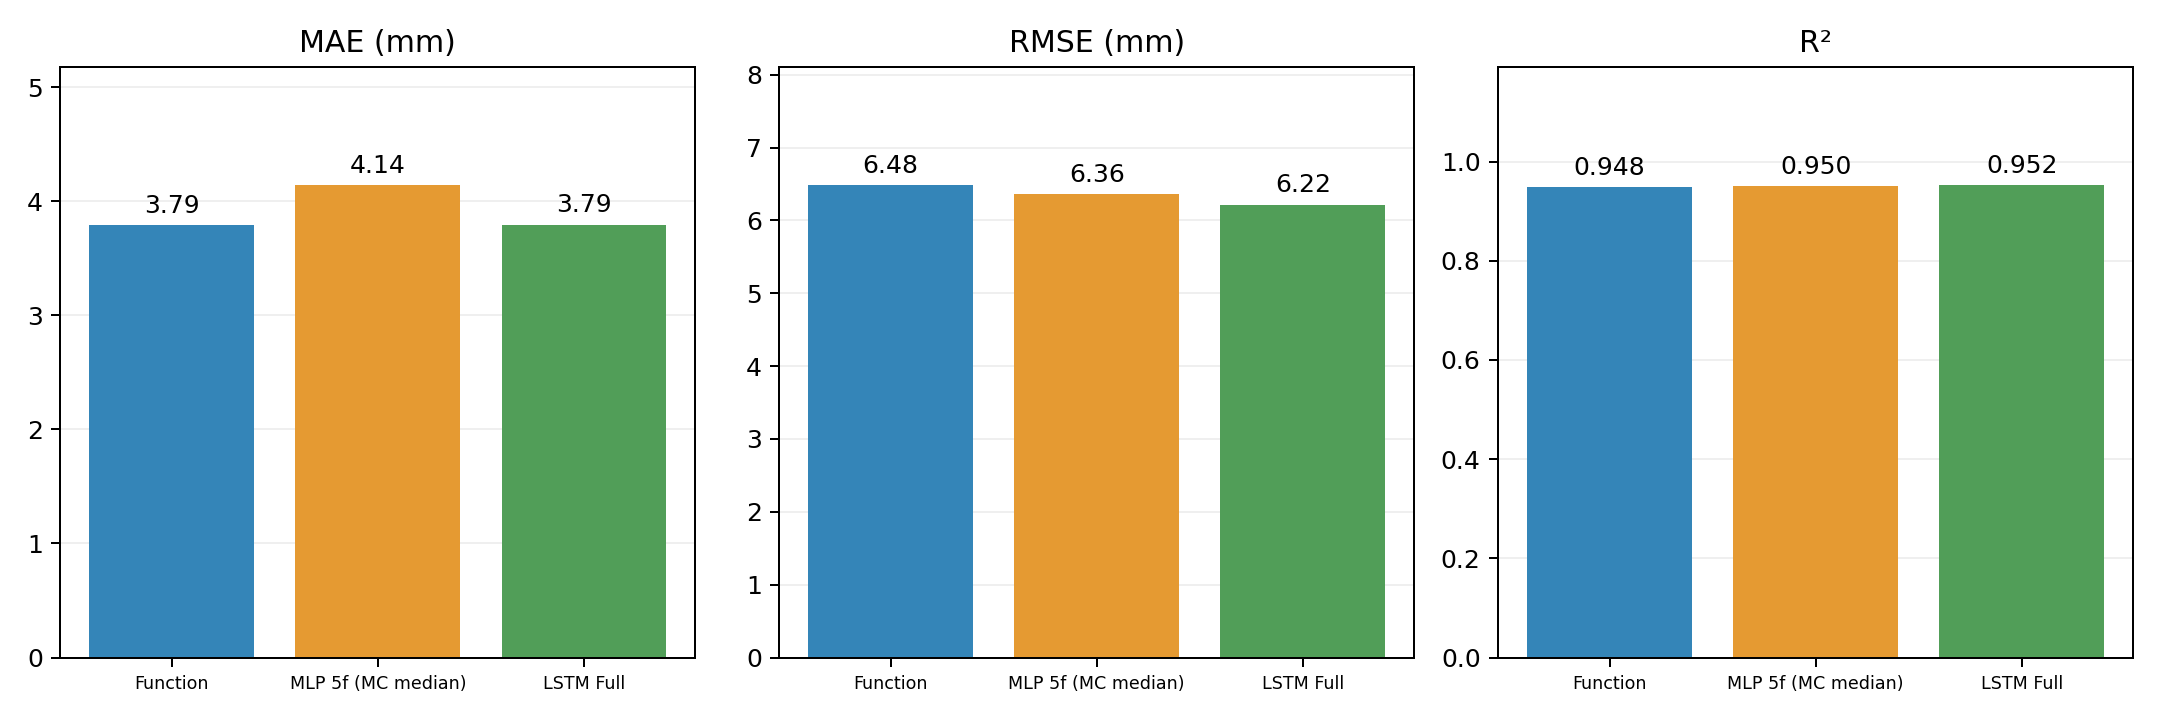 MAE (mm)
5
4
3
2
1
0
3.79
4.14
3.79
Function
MLP 5f (MC median)
LSTM Full
RMSE (mm)
8
7
6
5
4
3
2
1
0
6.48
6.36
6.22
Function
MLP 5f (MC median)
LSTM Full
R²
1.0
0.8
0.6
0.4
0.2
0.0
0.948
0.950
0.952
Function
MLP 5f (MC median)
LSTM Full